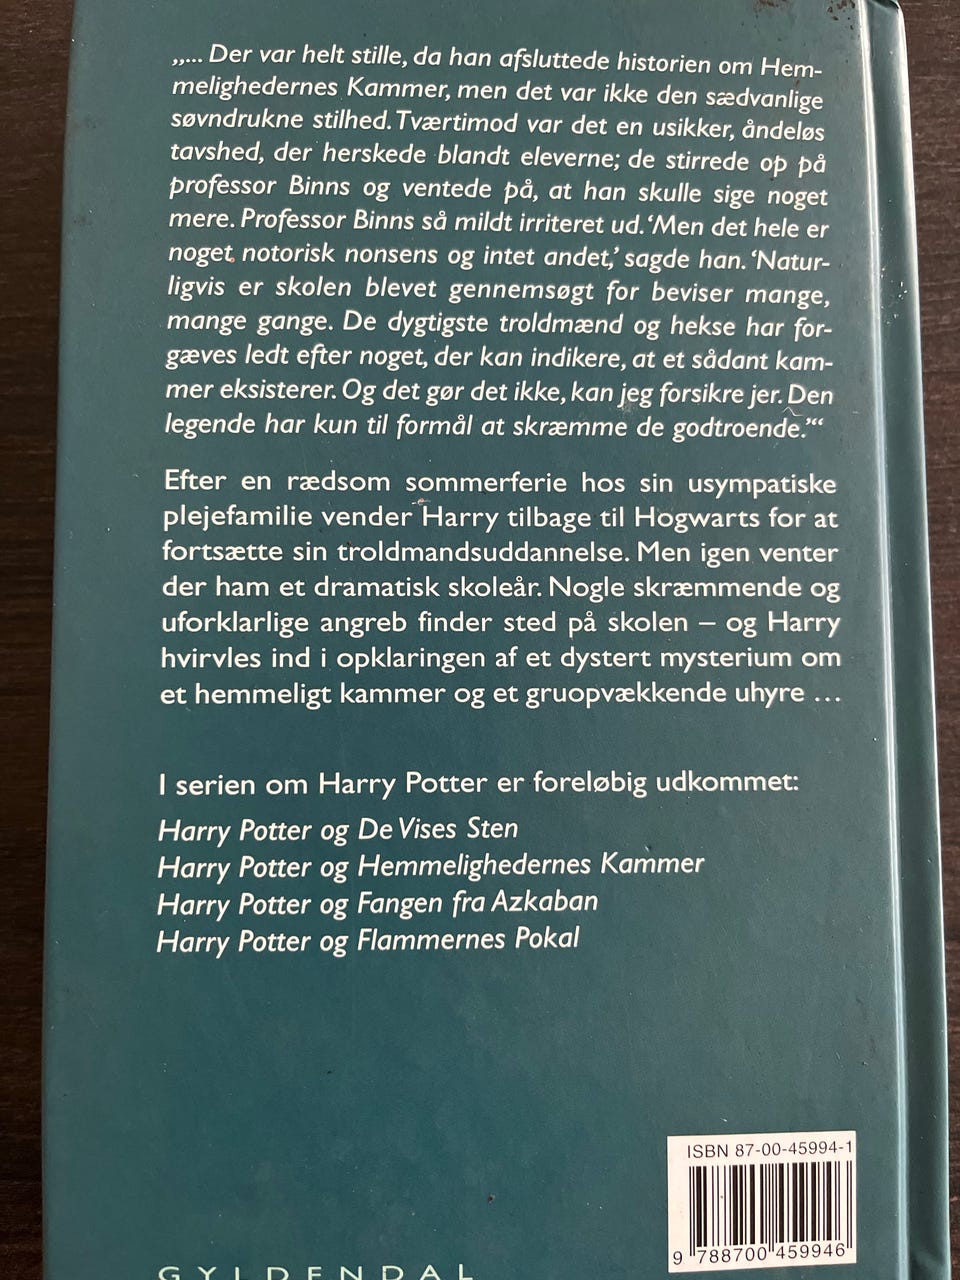 „... Der var helt stille, da han afsluttede historien om Hem-
melighedernes Kammer, men det var ikke den sædvanlige
søvndrukne stilhed. Tværtimod var det en usikker, åndeløs
tavshed, der herskede blandt eleverne; de stirrede op på
professor Binns og ventede på, at han skulle sige noget
mere. Professor Binns så mildt irriteret ud. ‘Men det hele er
noget notorisk nonsens og intet andet,’ sagde han. ‘Natur-
ligvis er skolen blevet gennemsøgt for beviser mange,
mange gange. De dygtigste troldmænd og hekse har for-
gæves ledt efter noget, der kan indikere, at et sådant kam-
mer eksisterer. Og det gør det ikke, kan jeg forsikre jer. Den
legende har kun til formål at skræmme de godtroende.’“
Efter en rædsom sommerferie hos sin usympatiske
plejefamilie vender Harry tilbage til Hogwarts for at
fortsætte sin troldmandsuddannelse. Men igen venter
der ham et dramatisk skoleår. Nogle skræmmende og
uforklarlige angreb finder sted på skolen – og Harry
hvirvles ind i opklaringen af et dystert mysterium om
et hemmeligt kammer og et gruopvækkende uhyre ...
I serien om Harry Potter er foreløbig udkommet:
Harry Potter og De Vises Sten
Harry Potter og Hemmelighedernes Kammer
Harry Potter og Fangen fra Azkaban
Harry Potter og Flammernes Pokal
ISBN 87-00-45994-1
9 788700 459946
GYLDENDAL